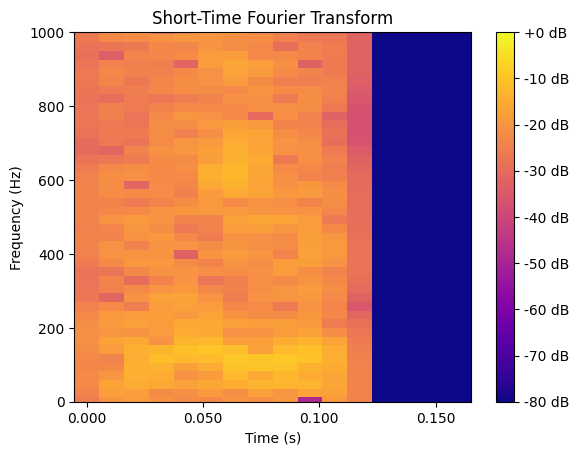 Short-Time Fourier Transform
1000
800
600
400
200
0
Frequency (Hz)
0.000
0.050
0.100
0.150
Time (s)
+0 dB
-10 dB
-20 dB
-30 dB
-40 dB
-50 dB
-60 dB
-70 dB
-80 dB